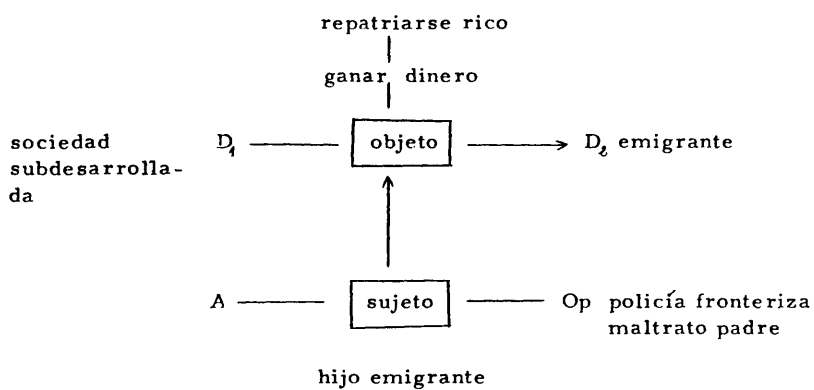 repatriarse rico
ganar dinero
sociedad
subdesarrolla-
da
D₁
objeto
D₂ emigrante
A
sujeto
Op policía fronteriza
maltrato padre
hijo emigrante